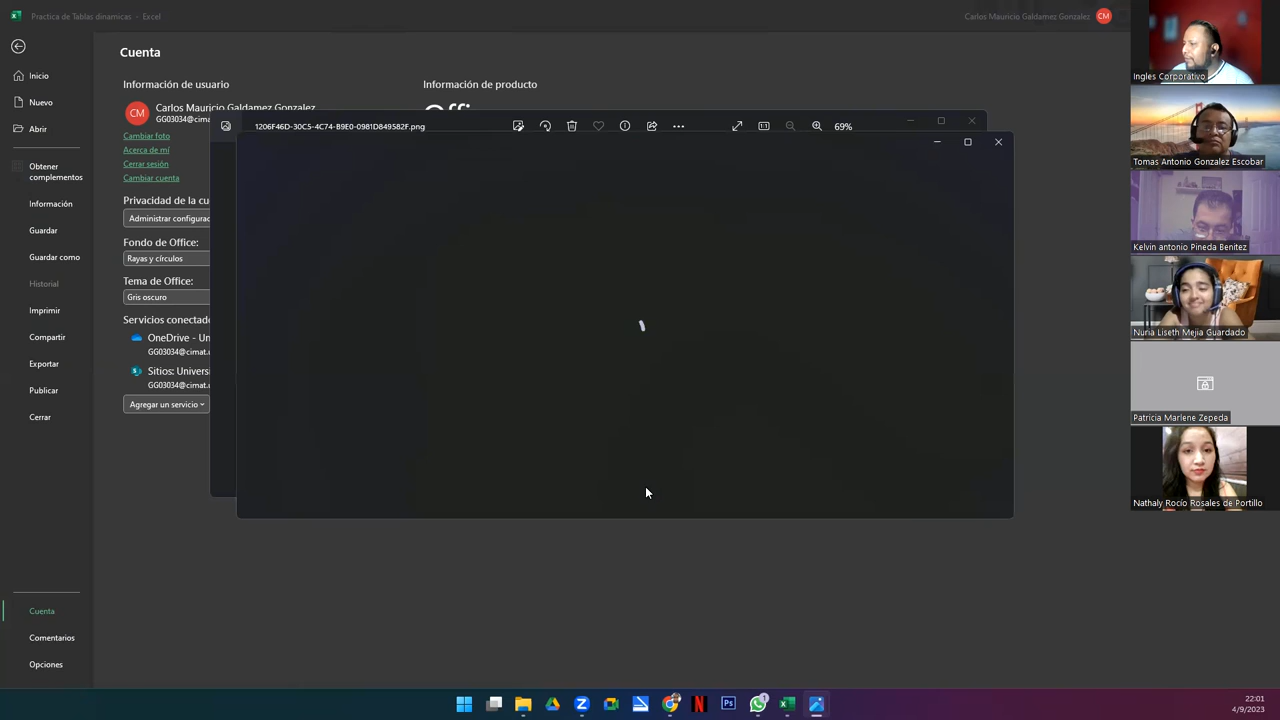 Practica de Tablas dinamicas - Excel
Carlos Mauricio Galdamez Gonzalez
CM
Inicio
Nuevo
Abrir
Obtener
complementos
Información
Guardar
Guardar como
Historial
Imprimir
Compartir
Exportar
Publicar
Cerrar
Cuenta
Comentarios
Opciones
Cuenta
Información de usuario
CM
Carlos Mauricio Galdamez Gonzalez
GG03034@cima
Cambiar foto
Acerca de mí
Cerrar sesión
Cambiar cuenta
Privacidad de la cu
Administrar configurac
Fondo de Office:
Rayas y círculos
Tema de Office:
Gris oscuro
Servicios conectado
OneDrive - Un
GG03034@cimat.u
Sitios: Universi
GG03034@cimat.u
Agregar un servicio
Información de producto
1206F46D-30C5-4C74-B9E0-0981D849582F.png
69%
Ingles Corporativo
Tomas Antonio Gonzalez Escobar
Kelvin antonio Pineda Benitez
Nuria Liseth Mejia Guardado
Patricia Marlene Zepeda
Nathaly Rocío Rosales de Portillo
22:01
4/9/2023